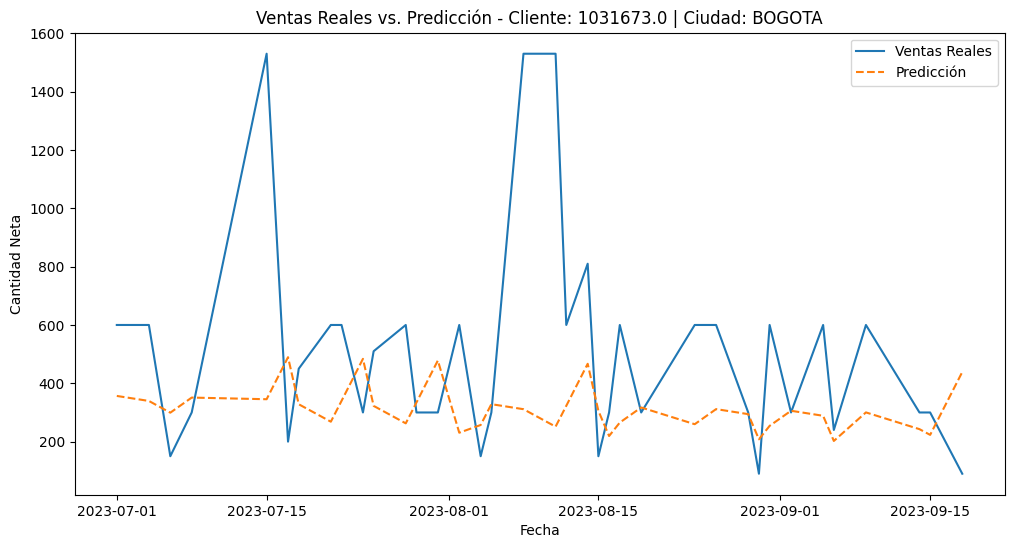 Ventas Reales vs. Predicción - Cliente: 1031673.0 | Ciudad: BOGOTA
Ventas Reales
Predicción
Cantidad Neta
1600
1400
1200
1000
800
600
400
200
2023-07-01
2023-07-15
2023-08-01
2023-08-15
2023-09-01
2023-09-15
Fecha